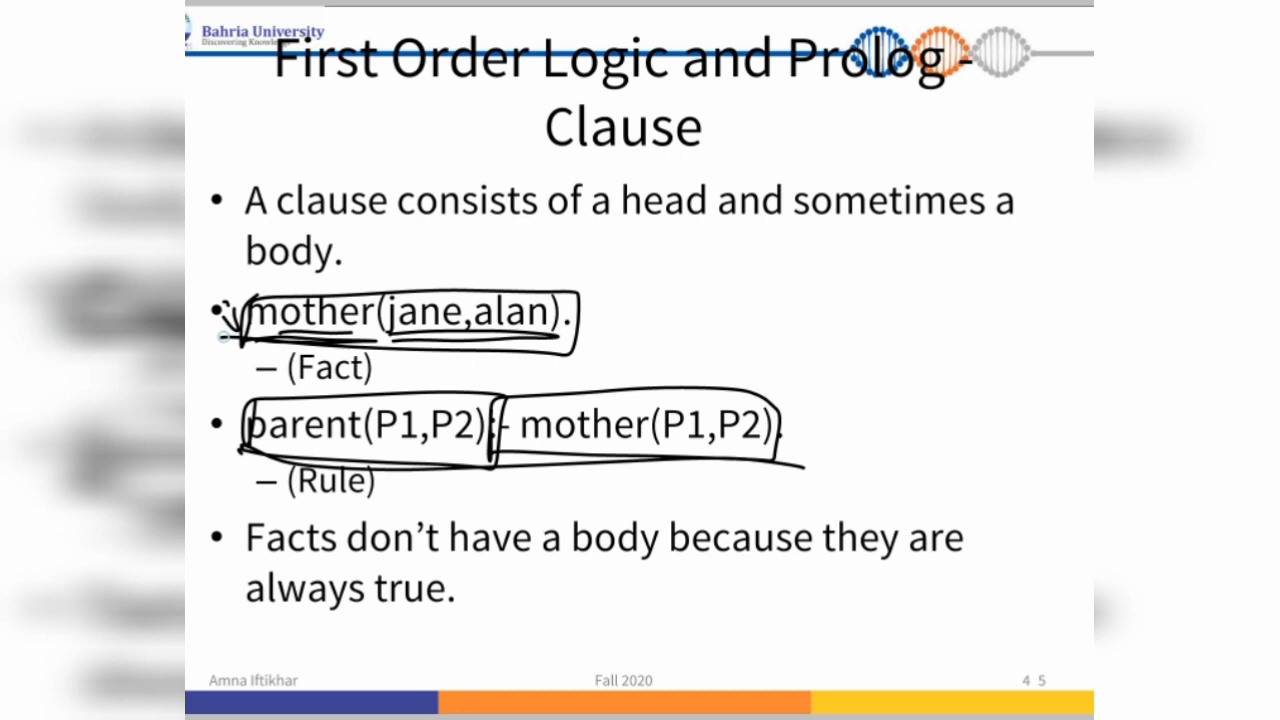 Bahria University
Discovering Knowledge
First Order Logic and Prolog -
Clause
• A clause consists of a head and sometimes a
body.
• mother(jane,alan).
– (Fact)
• parent(P1,P2):- mother(P1,P2).
– (Rule)
• Facts don’t have a body because they are
always true.
Amna Iftikhar Fall 2020 4 5